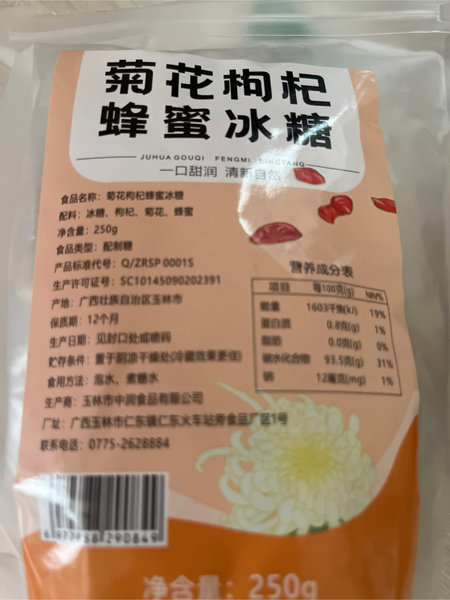 菊花枸杞
蜂蜜冰糖
JUHUA GOUQI FENGMI BINGTANG
一口甜润 清新自然
食品名称：菊花枸杞蜂蜜冰糖
配料：冰糖、枸杞、菊花、蜂蜜
净含量：250g
食品类型：配制糖
产品标准代号：Q/ZRSP 0001S
生产许可证号：SC10145090202391
产地：广西壮族自治区玉林市
保质期：12个月
生产日期：见封口处或喷码
贮存条件：置于阴凉干燥处(冷藏效果更佳)
食用方法：泡水、煮糖水
生产商：玉林市中润食品有限公司
厂址：广西玉林市仁东镇仁东火车站旁食品厂区1号
联系电话：0775-2628884
营养成分表
项目 每100克(g) NRV%
能量 1603千焦(kJ) 19%
蛋白质 0.8克(g) 1%
脂肪 0.0克(g) 0%
碳水化合物 93.5克(g) 31%
钠 12毫克(mg) 1%
净含量：250g